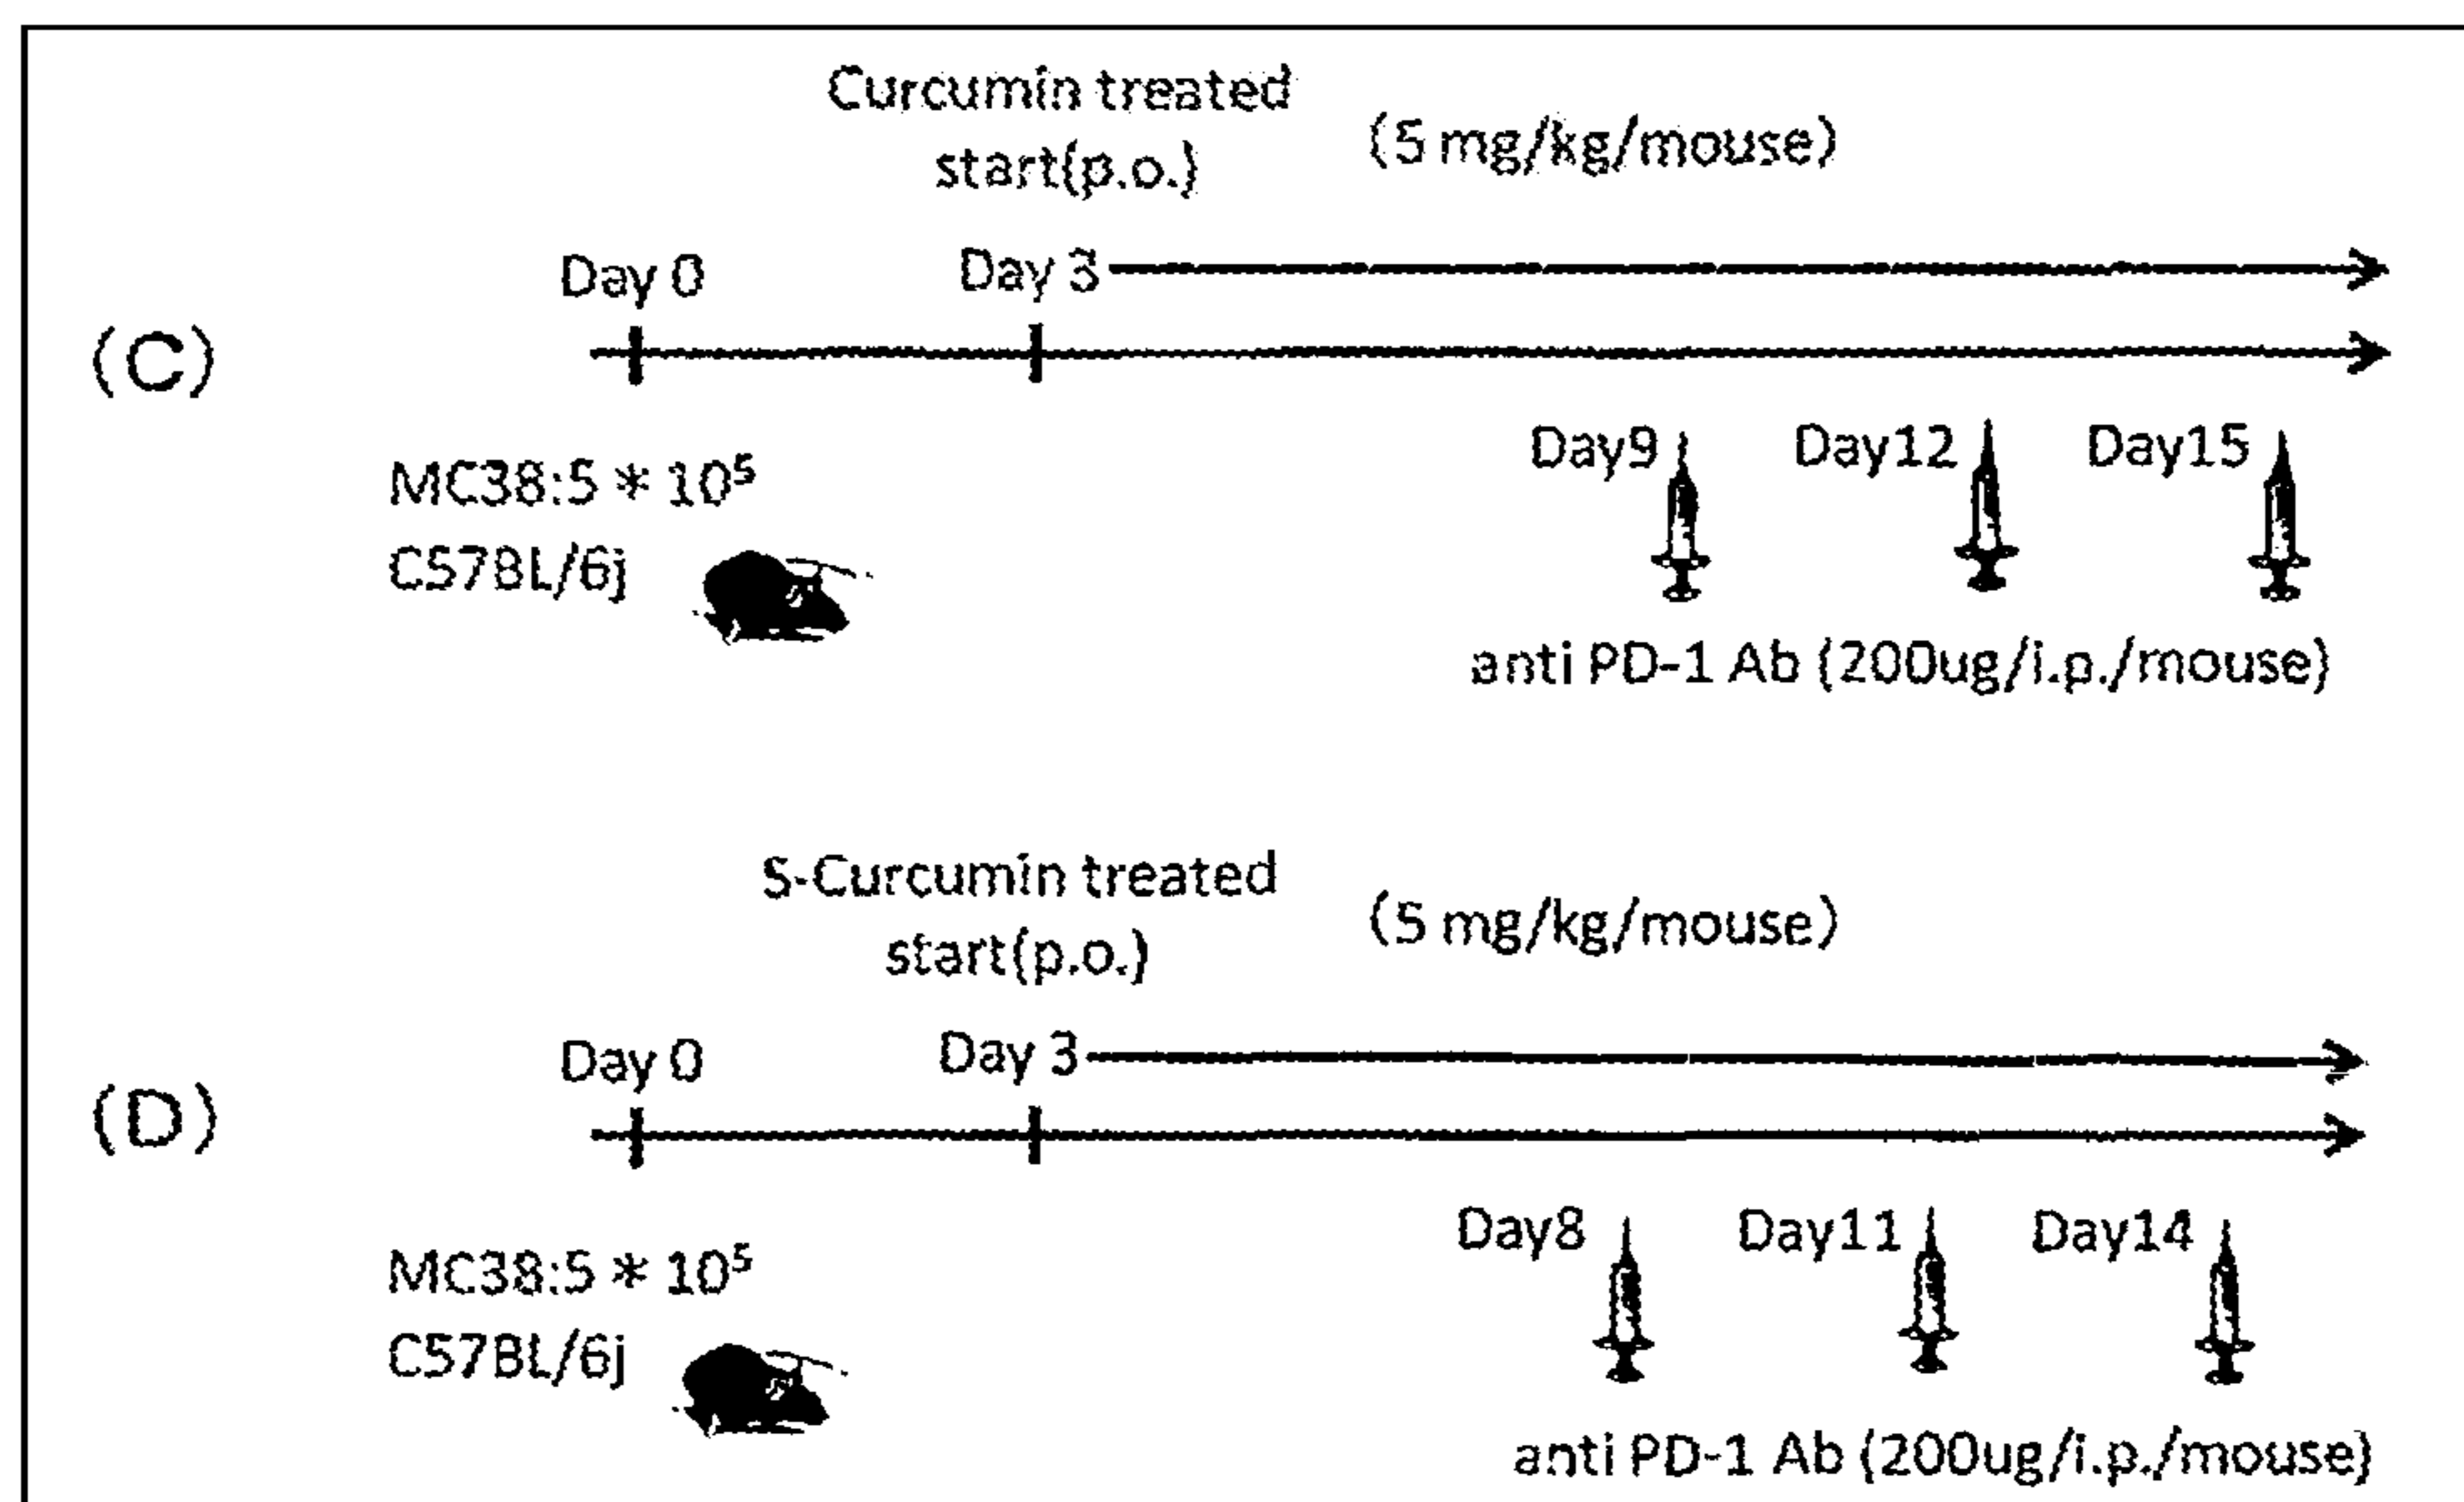 Curcumin treated
start(p.o.)
(5 mg/kg/mouse)
Day 0
Day 3
(C)
MC38:5 * 10⁵
C57BL/6j
Day9
Day12
Day15
anti PD-1 Ab (200ug/i.p./mouse)
S-Curcumin treated
start(p.o.)
(5 mg/kg/mouse)
Day 0
Day 3
(D)
MC38:5 * 10⁵
C57BL/6j
Day8
Day11
Day14
anti PD-1 Ab (200ug/i.p./mouse)